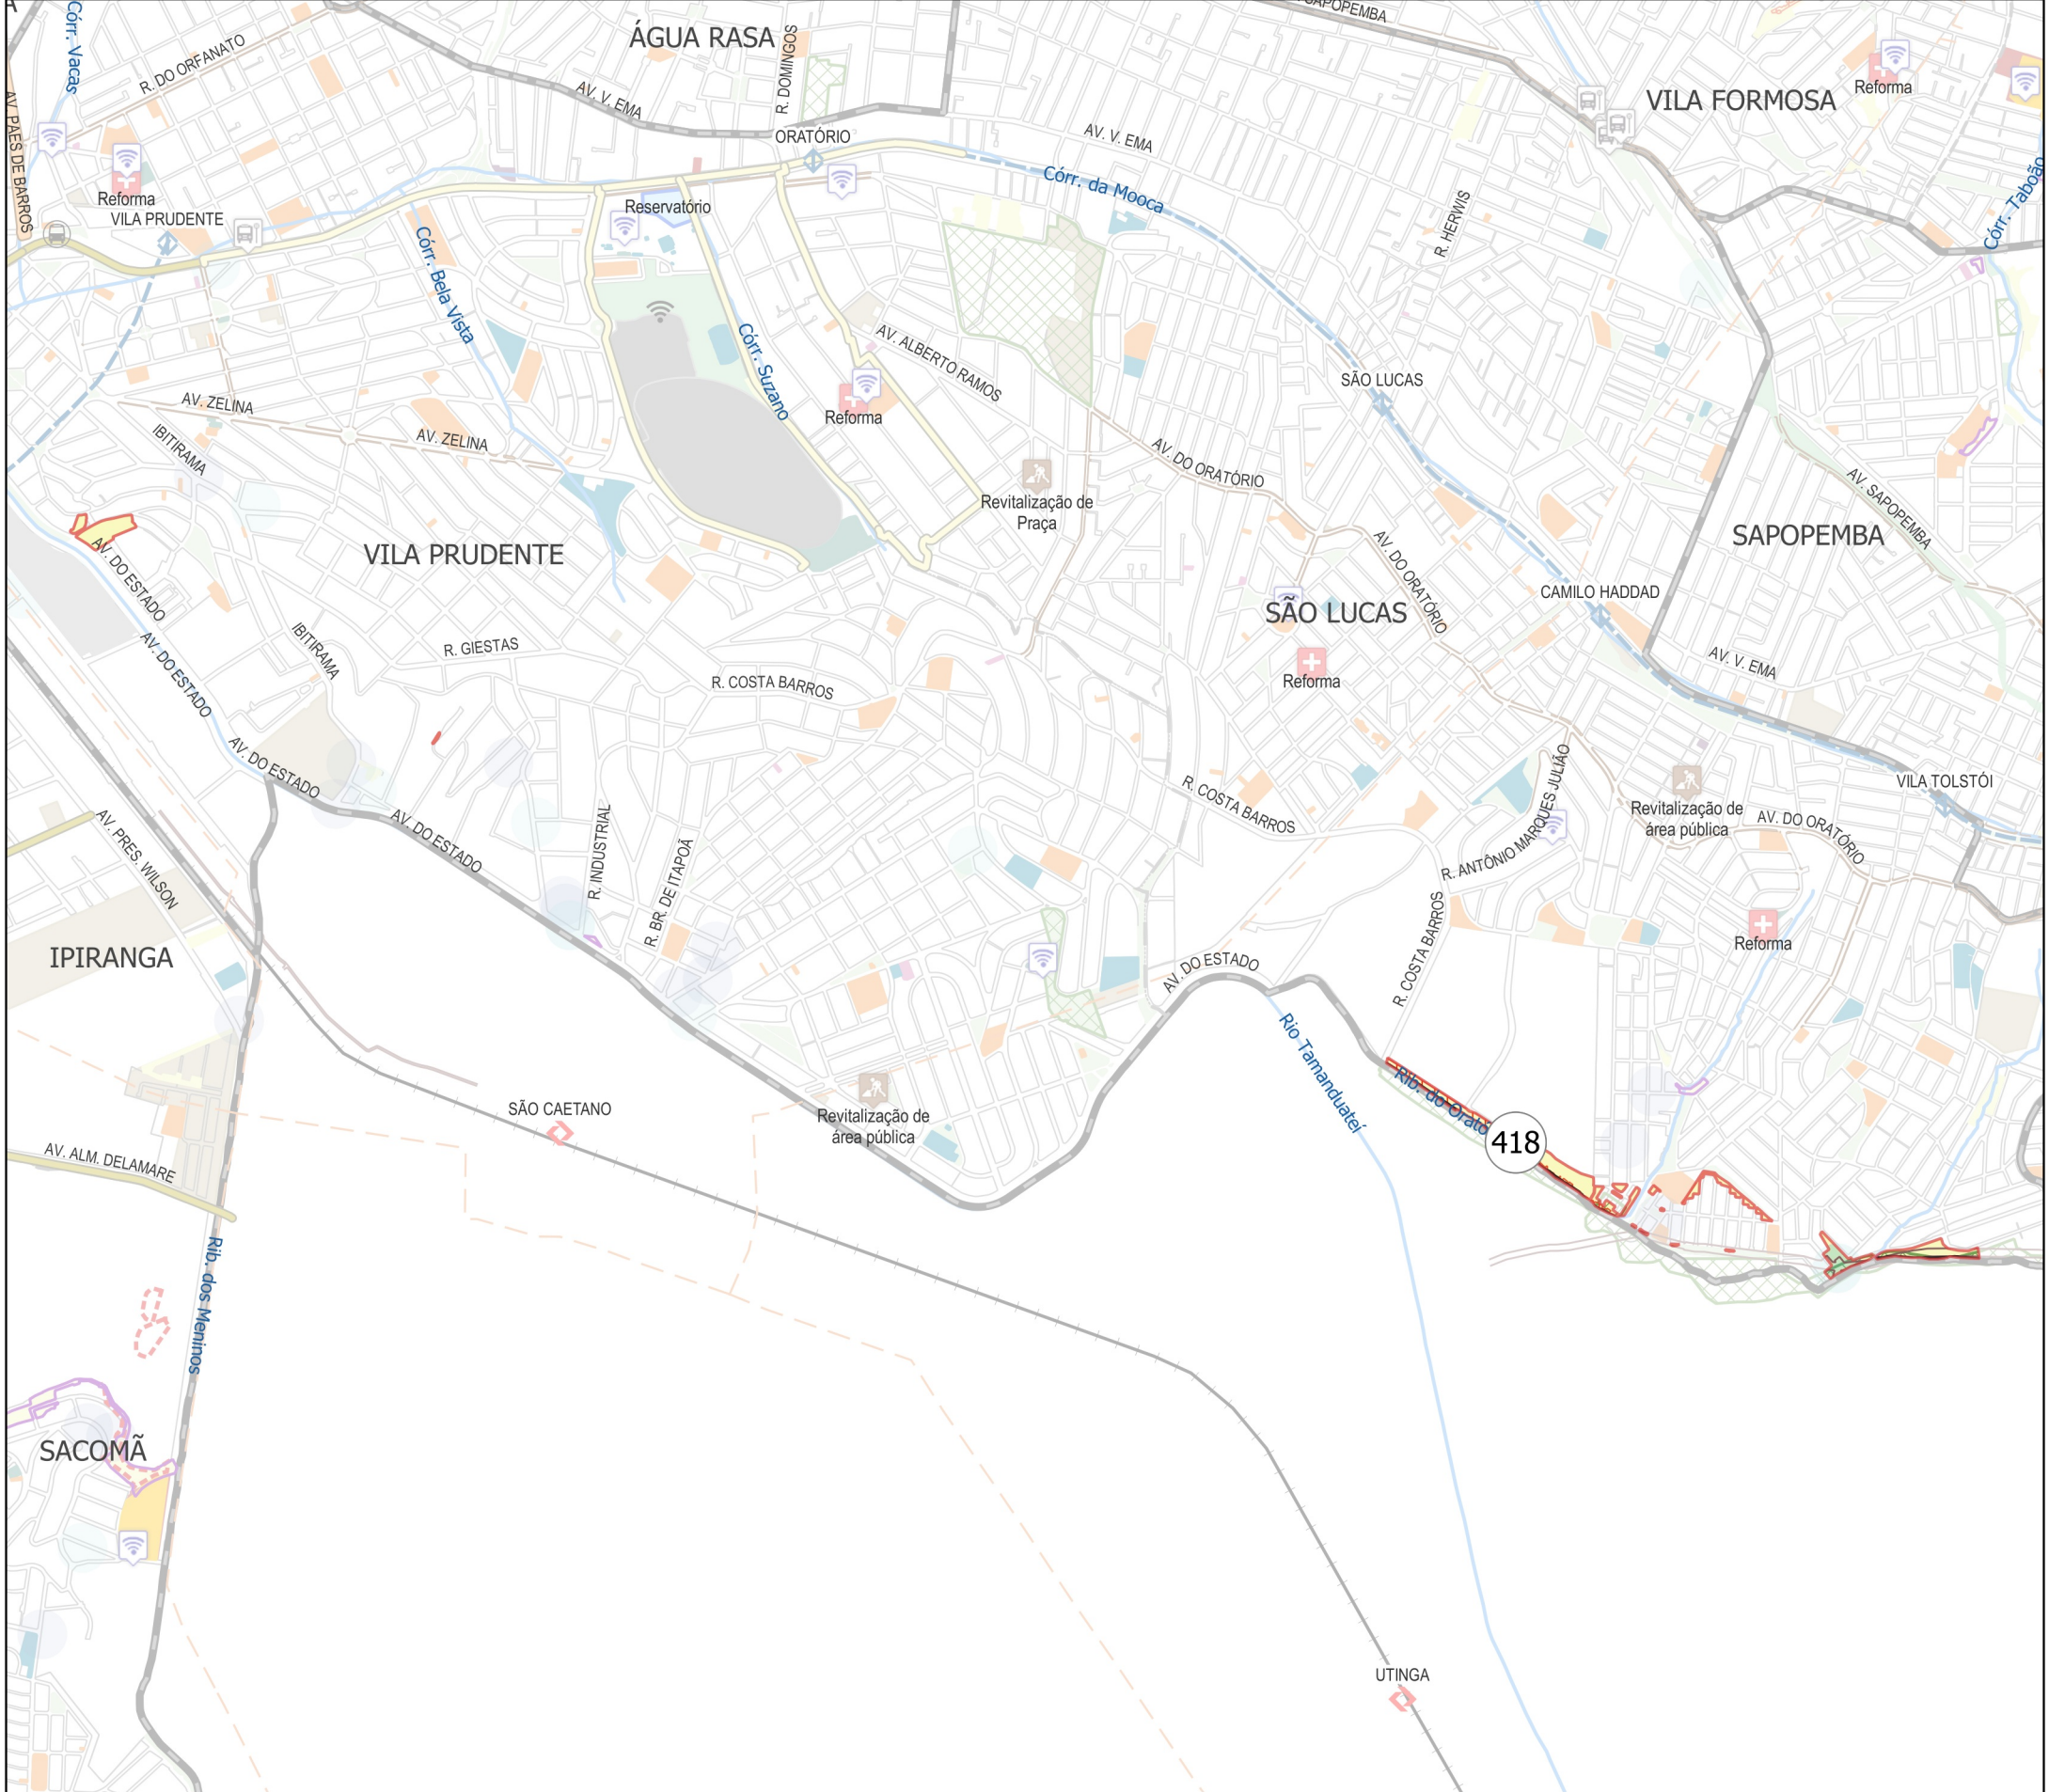 SAPOPEMBA
Córr. Vacas
ÁGUA RASA
R. DO ORFANATO
R. DOMINGOS
AV. V. EMA
VILA FORMOSA
Reforma
AV. PAES DE BARROS
ORATÓRIO
AV. V. EMA
Córr. da Mooca
Reforma
VILA PRUDENTE
Reservatório
R. HERWIS
Córr. Taboão
Córr. Bela Vista
Córr. Suzano
AV. ALBERTO RAMOS
SÃO LUCAS
AV. ZELINA
IBITIRAMA
AV. ZELINA
Reforma
AV. DO ORATÓRIO
Revitalização de
Praça
AV. SAPOPEMBA
SAPOPEMBA
VILA PRUDENTE
AV. DO ESTADO
AV. DO ORATÓRIO
CAMILO HADDAD
SÃO LUCAS
AV. DO ESTADO
IBITIRAMA
R. GIESTAS
R. COSTA BARROS
Reforma
AV. V. EMA
AV. DO ESTADO
R. COSTA BARROS
VILA TOLSTÓI
Revitalização de
área pública
AV. DO ORATÓRIO
R. ANTÔNIO MARQUES JULIÃO
AV. PRES. WILSON
AV. DO ESTADO
R. INDUSTRIAL
R. BR. DE ITAPOÃ
R. COSTA BARROS
Reforma
IPIRANGA
AV. DO ESTADO
Rio Tamanduateí
Rib. do Orató
418
SÃO CAETANO
Revitalização de
área pública
AV. ALM. DELAMARE
Rib. dos Meninos
SACOMÃ
UTINGA